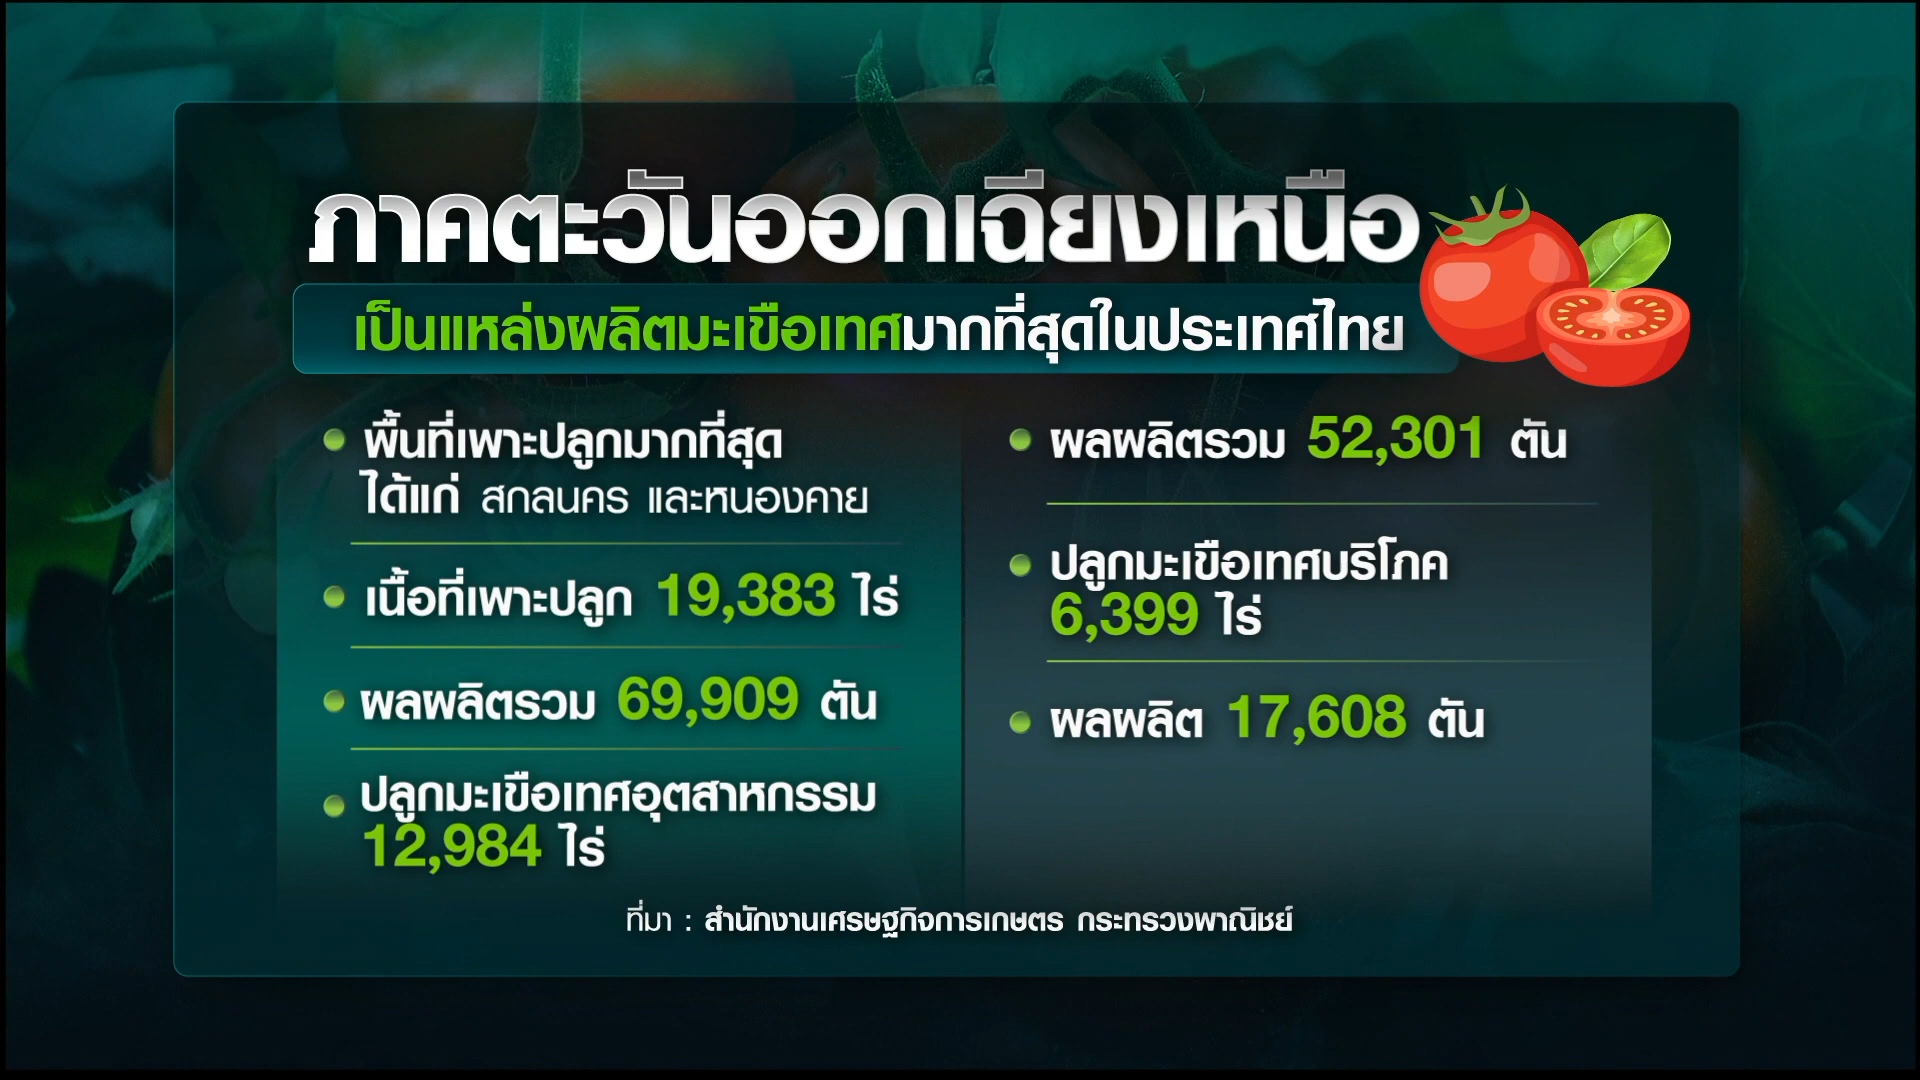 ภาคตะวันออกเฉียงเหนือ
เป็นแหล่งผลิตมะเขือเทศมากที่สุดในประเทศไทย
พื้นที่เพาะปลูกมากที่สุด
ได้แก่ สกลนคร และหนองคาย
เนื้อที่เพาะปลูก 19,383 ไร่
ผลผลิตรวม 69,909 ตัน
ปลูกมะเขือเทศอุตสาหกรรม
12,984 ไร่
ผลผลิตรวม 52,301 ตัน
ปลูกมะเขือเทศบริโภค
6,399 ไร่
ผลผลิต 17,608 ตัน
ที่มา : สำนักงานเศรษฐกิจการเกษตร กระทรวงพาณิชย์